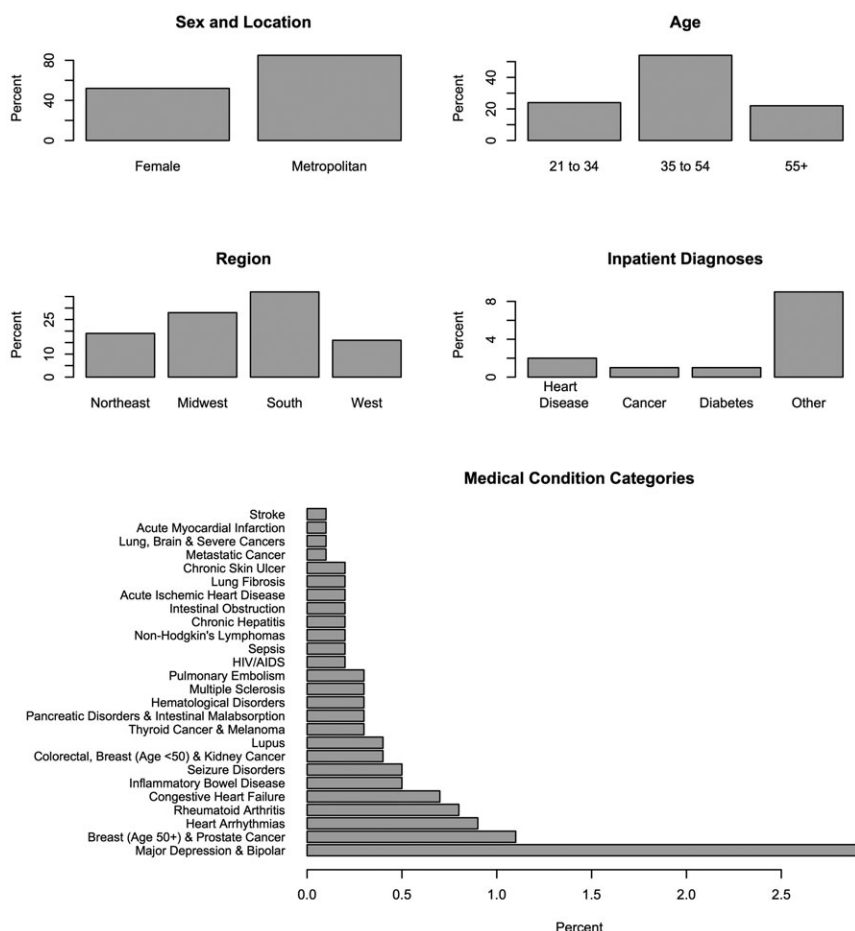 Sex and Location
Percent
0
40
80
Female
Metropolitan
Age
Percent
0
20
40
21 to 34
35 to 54
55+
Region
Percent
0
10
25
Northeast
Midwest
South
West
Inpatient Diagnoses
Percent
0
4
8
Heart
Disease
Cancer
Diabetes
Other
Medical Condition Categories
Stroke
Acute Myocardial Infarction
Lung, Brain & Severe Cancers
Metastatic Cancer
Chronic Skin Ulcer
Lung Fibrosis
Acute Ischemic Heart Disease
Intestinal Obstruction
Chronic Hepatitis
Non-Hodgkin's Lymphomas
Sepsis
HIV/AIDS
Pulmonary Embolism
Multiple Sclerosis
Hematological Disorders
Pancreatic Disorders & Intestinal Malabsorption
Thyroid Cancer & Melanoma
Lupus
Colorectal, Breast (Age <50) & Kidney Cancer
Seizure Disorders
Inflammatory Bowel Disease
Congestive Heart Failure
Rheumatoid Arthritis
Heart Arrhythmias
Breast (Age 50+) & Prostate Cancer
Major Depression & Bipolar
0.0
0.5
1.0
1.5
2.0
2.5
Percent